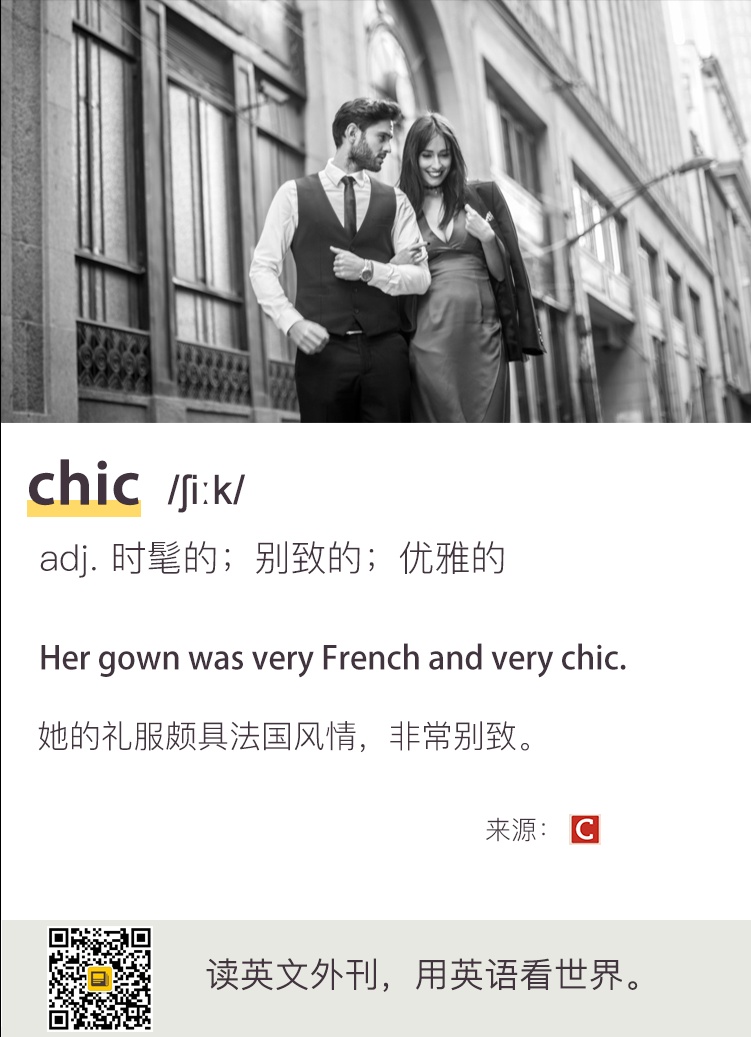 chic /ʃiːk/
adj. 时髦的；别致的；优雅的
Her gown was very French and very chic.
她的礼服颇具法国风情，非常别致。
来源： C
读英文外刊，用英语看世界。